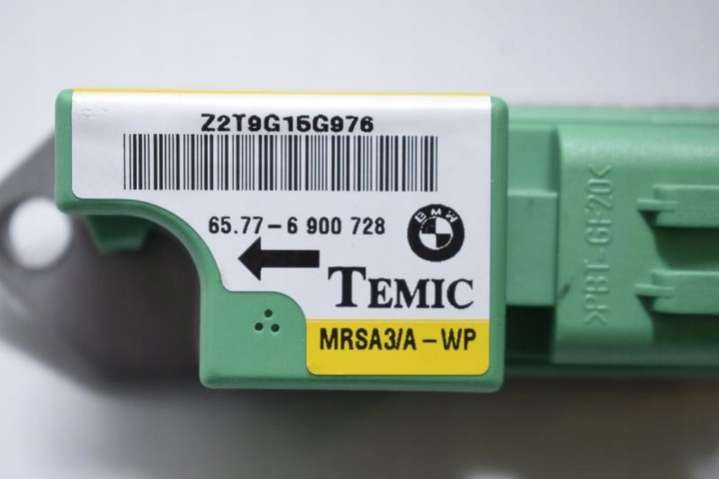 Z2T9G15G976
65.77-6 900 728
BMW
TEMIC
MRSA3/A-WP
>PBT-GF20<